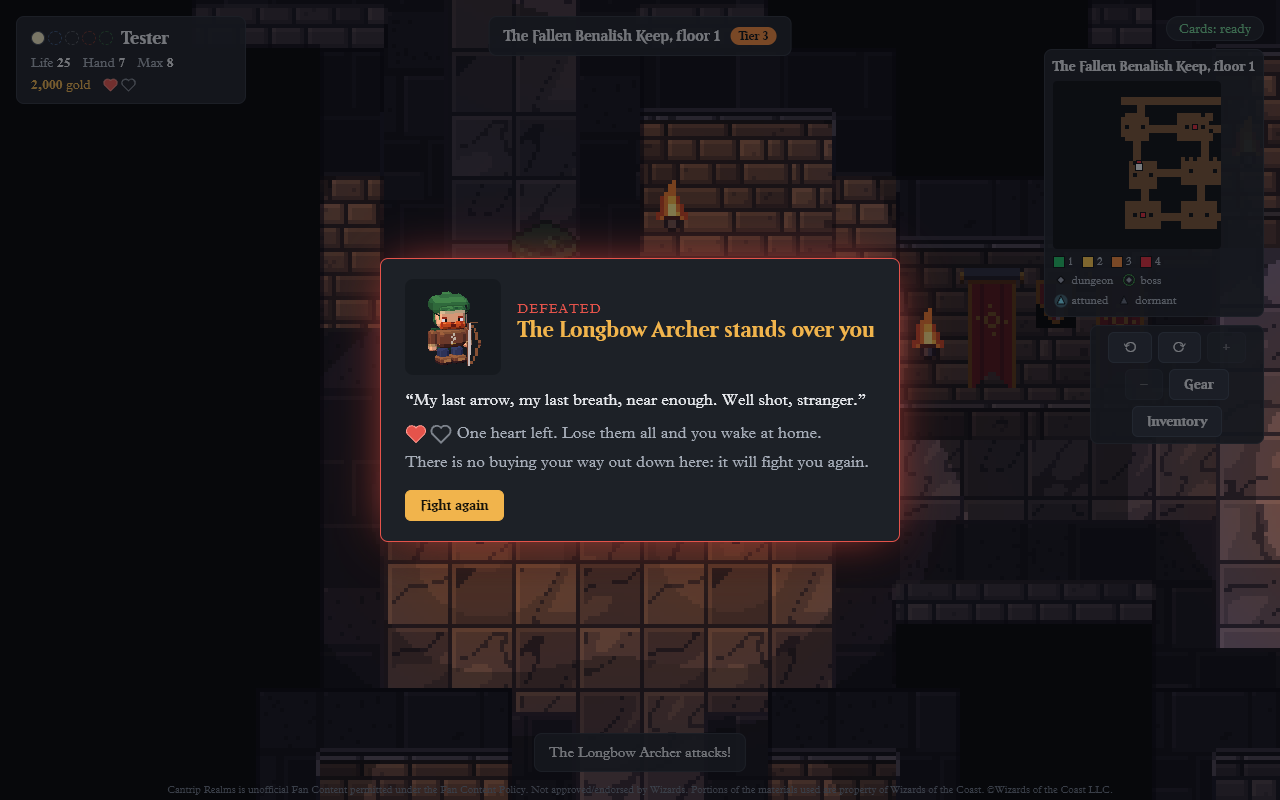 Tester
Life 25 Hand 7 Max 8
2,000 gold
The Fallen Benalish Keep, floor 1 Tier 3
Cards: ready
The Fallen Benalish Keep, floor 1
1 2 3 4
dungeon boss
attuned dormant
+
−
Gear
Inventory
DEFEATED
The Longbow Archer stands over you
“My last arrow, my last breath, near enough. Well shot, stranger.”
One heart left. Lose them all and you wake at home.
There is no buying your way out down here: it will fight you again.
Fight again
The Longbow Archer attacks!
Cantrip Realms is unofficial Fan Content permitted under the Fan Content Policy. Not approved/endorsed by Wizards. Portions of the materials used are property of Wizards of the Coast. ©Wizards of the Coast LLC.